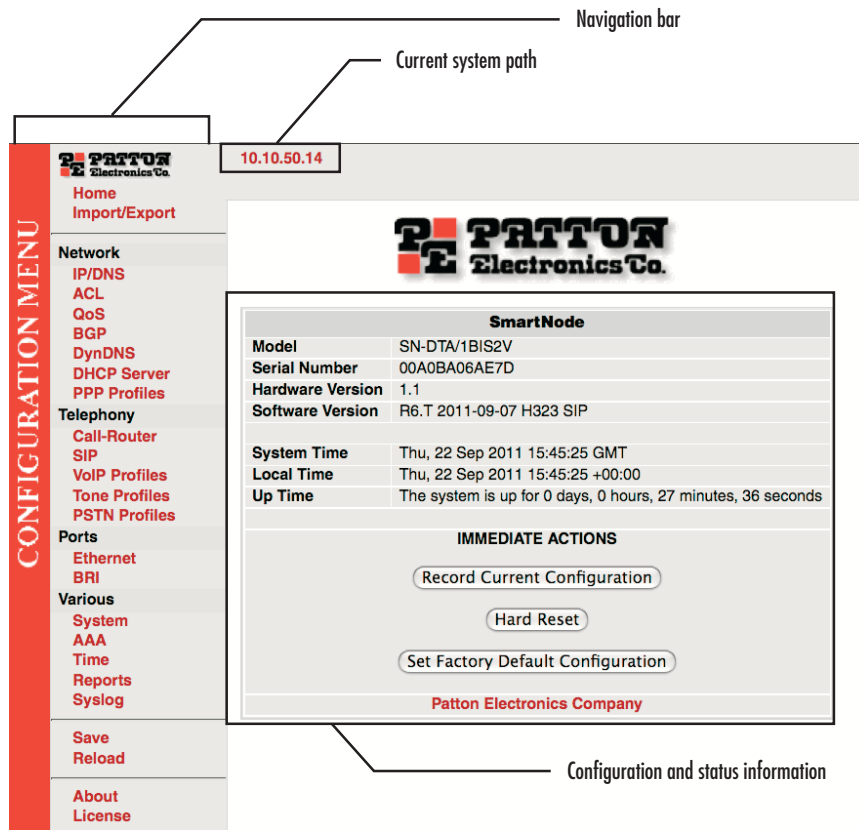 Navigation bar
Current system path
PE PATTON
Electronics Co.
10.10.50.14
CONFIGURATION MENU
Home
Import/Export
Network
IP/DNS
ACL
QoS
BGP
DynDNS
DHCP Server
PPP Profiles
Telephony
Call-Router
SIP
VoIP Profiles
Tone Profiles
PSTN Profiles
Ports
Ethernet
BRI
Various
System
AAA
Time
Reports
Syslog
Save
Reload
About
License
PE PATTON
Electronics Co.
SmartNode
Model SN-DTA/1BIS2V
Serial Number 00A0BA06AE7D
Hardware Version 1.1
Software Version R6.T 2011-09-07 H323 SIP
System Time Thu, 22 Sep 2011 15:45:25 GMT
Local Time Thu, 22 Sep 2011 15:45:25 +00:00
Up Time The system is up for 0 days, 0 hours, 27 minutes, 36 seconds
IMMEDIATE ACTIONS
Record Current Configuration
Hard Reset
Set Factory Default Configuration
Patton Electronics Company
Configuration and status information